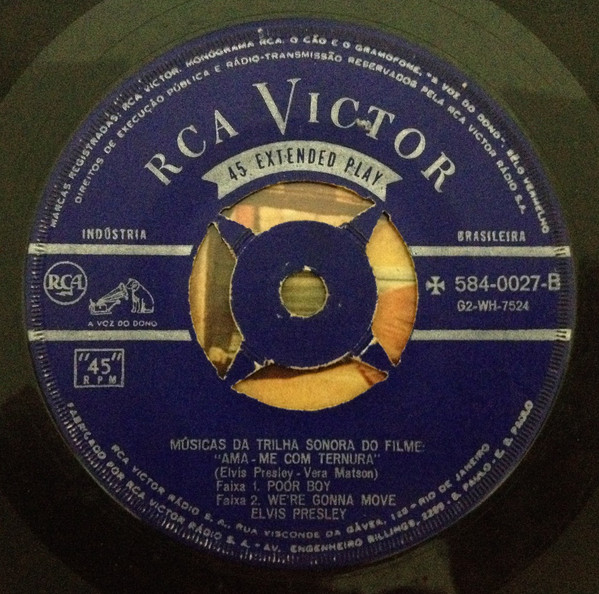 MARCAS REGISTRADAS: RCA VICTOR, MONOGRAMA RCA, O CÃO E O GRAMOFONE, "A VOZ DO DONO", SÊLO VERMELHO
DIREITOS DE EXECUÇÃO PÚBLICA E RÁDIO-TRANSMISSÃO RESERVADOS PELA RCA VICTOR RÁDIO S.A.
RCA VICTOR
45 EXTENDED PLAY
INDÚSTRIA BRASILEIRA
RCA
584-0027-B
G2-WH-7524
A VOZ DO DONO
"45"
RPM
MÚSICAS DA TRILHA SONORA DO FILME:
"AMA-ME COM TERNURA"
(Elvis Presley - Vera Matson)
Faixa 1. POOR BOY
Faixa 2. WE'RE GONNA MOVE
ELVIS PRESLEY
RCA VICTOR RÁDIO S. A., RUA VISCONDE DA GÁVEA, 125 - RIO DE JANEIRO
FABRICADO POR RCA VICTOR RÁDIO S. A. - AV. ENGENHEIRO BILLINGS, 2299 - S. PAULO - E. S. PAULO